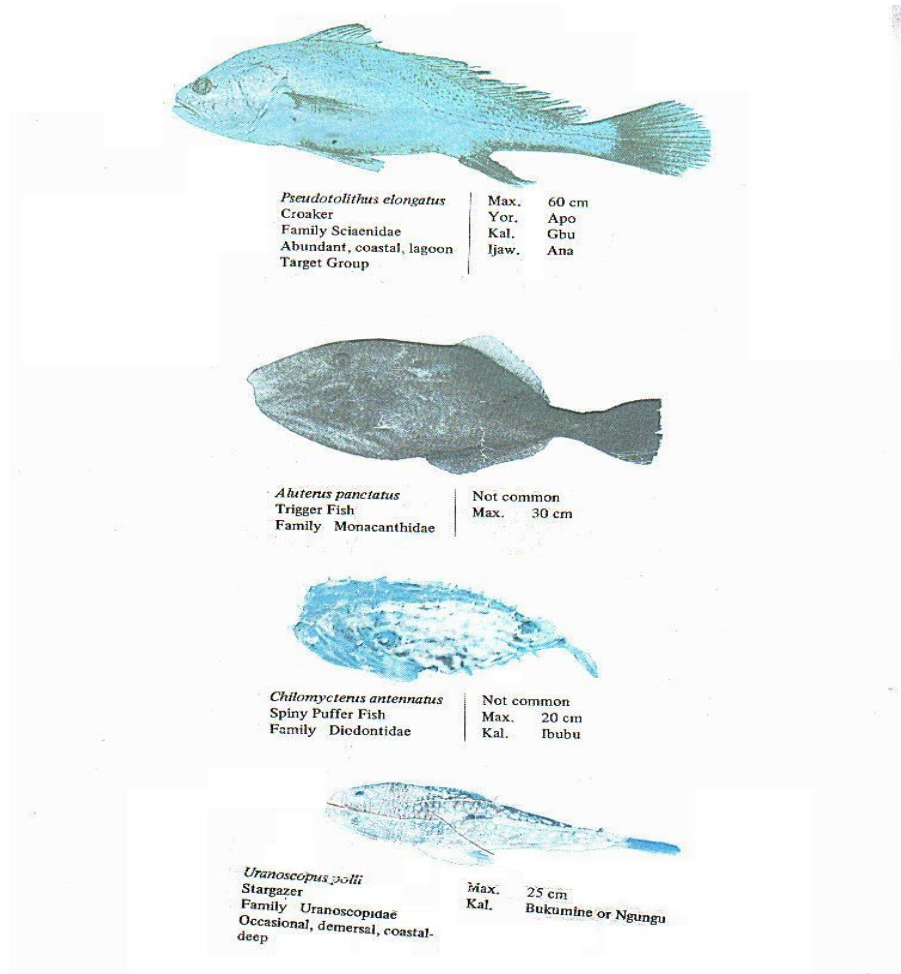 Pseudotolithus elongatus
Croaker
Family Sciaenidae
Abundant, coastal, lagoon
Target Group
Max. 60 cm
Yor. Apo
Kal. Gbu
Ijaw. Ana
Aluterus panctatus
Trigger Fish
Family Monacanthidae
Not common
Max. 30 cm
Chilomycterus antennatus
Spiny Puffer Fish
Family Diodontidae
Not common
Max. 20 cm
Kal. Ibubu
Uranoscopus polli
Stargazer
Family Uranoscopidae
Occasional, demersal, coastal-
deep
Max. 25 cm
Kal. Bukumine or Ngungu